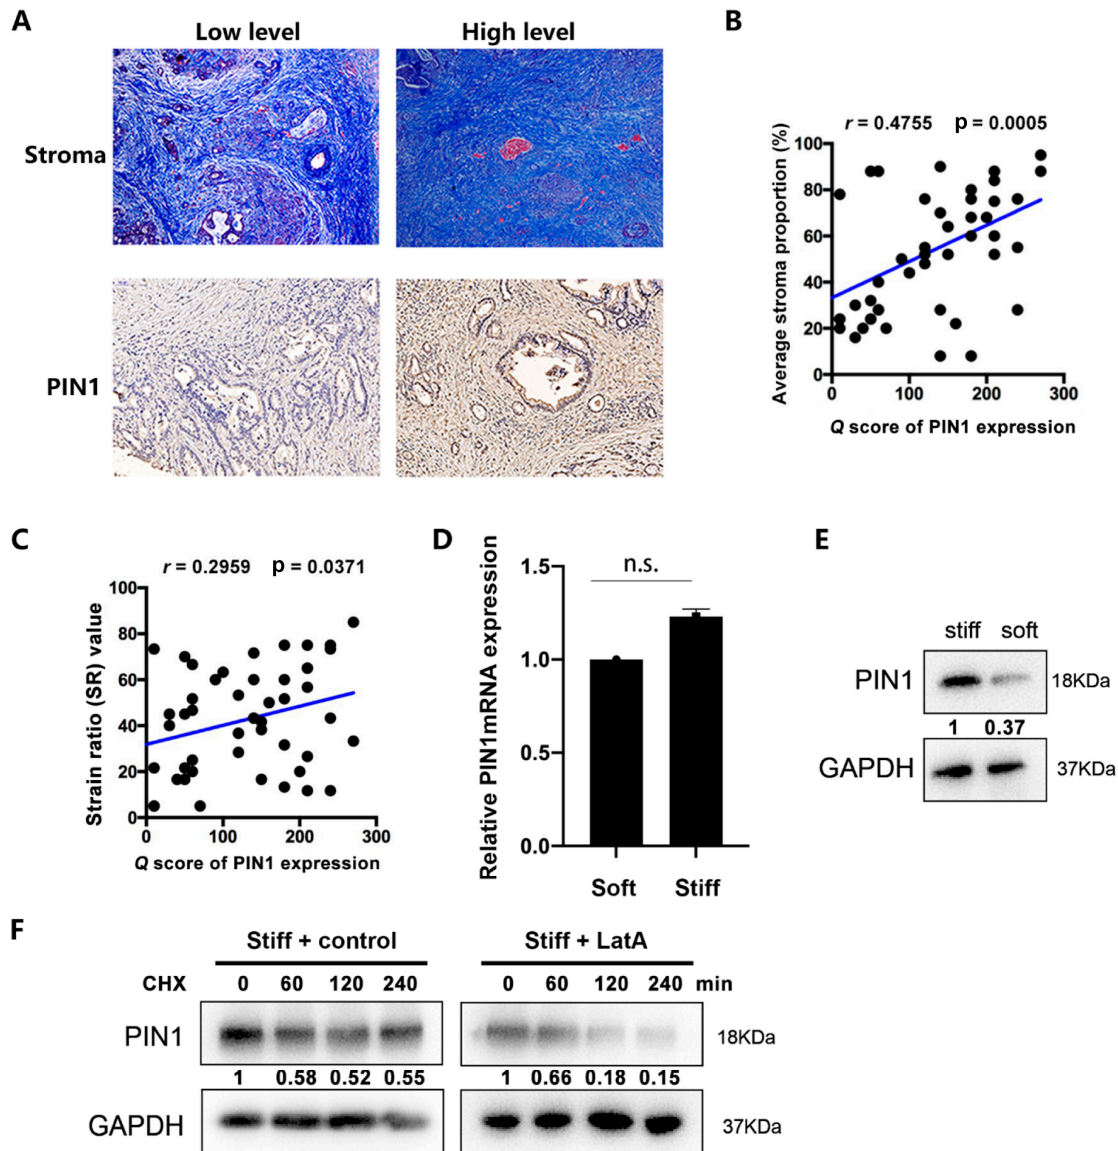 A
Low level
High level
Stroma
PIN1
B
r = 0.4755 p = 0.0005
Average stroma proportion (%)
100
80
60
40
20
0
0 100 200 300
Q score of PIN1 expression
C
r = 0.2959 p = 0.0371
Strain ratio (SR) value
100
80
60
40
20
0
0 100 200 300
Q score of PIN1 expression
D
n.s.
Relative PIN1mRNA expression
1.5
1.0
0.5
0.0
Soft Stiff
E
stiff soft
PIN1 18KDa
1 0.37
GAPDH 37KDa
F
Stiff + control Stiff + LatA
CHX 0 60 120 240 0 60 120 240 min
PIN1 18KDa
1 0.58 0.52 0.55 1 0.66 0.18 0.15
GAPDH 37KDa